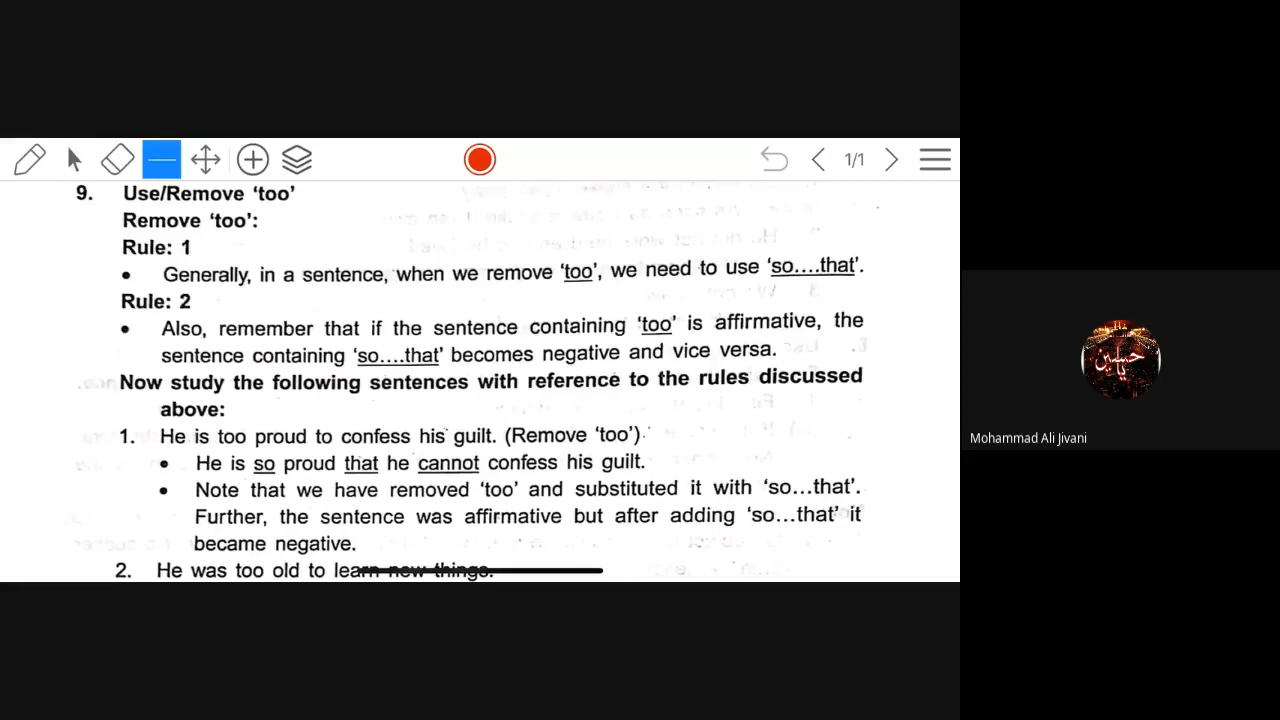 1/1
9. Use/Remove ‘too’
Remove ‘too’:
Rule: 1
• Generally, in a sentence, when we remove ‘too’, we need to use ‘so....that’.
Rule: 2
• Also, remember that if the sentence containing ‘too’ is affirmative, the
sentence containing ‘so....that’ becomes negative and vice versa.
Now study the following sentences with reference to the rules discussed
above:
1. He is too proud to confess his guilt. (Remove ‘too’)
• He is so proud that he cannot confess his guilt.
• Note that we have removed ‘too’ and substituted it with ‘so...that’.
Further, the sentence was affirmative but after adding ‘so...that’ it
became negative.
2. He was too old to learn new things.
حسين
يا
Mohammad Ali Jivani